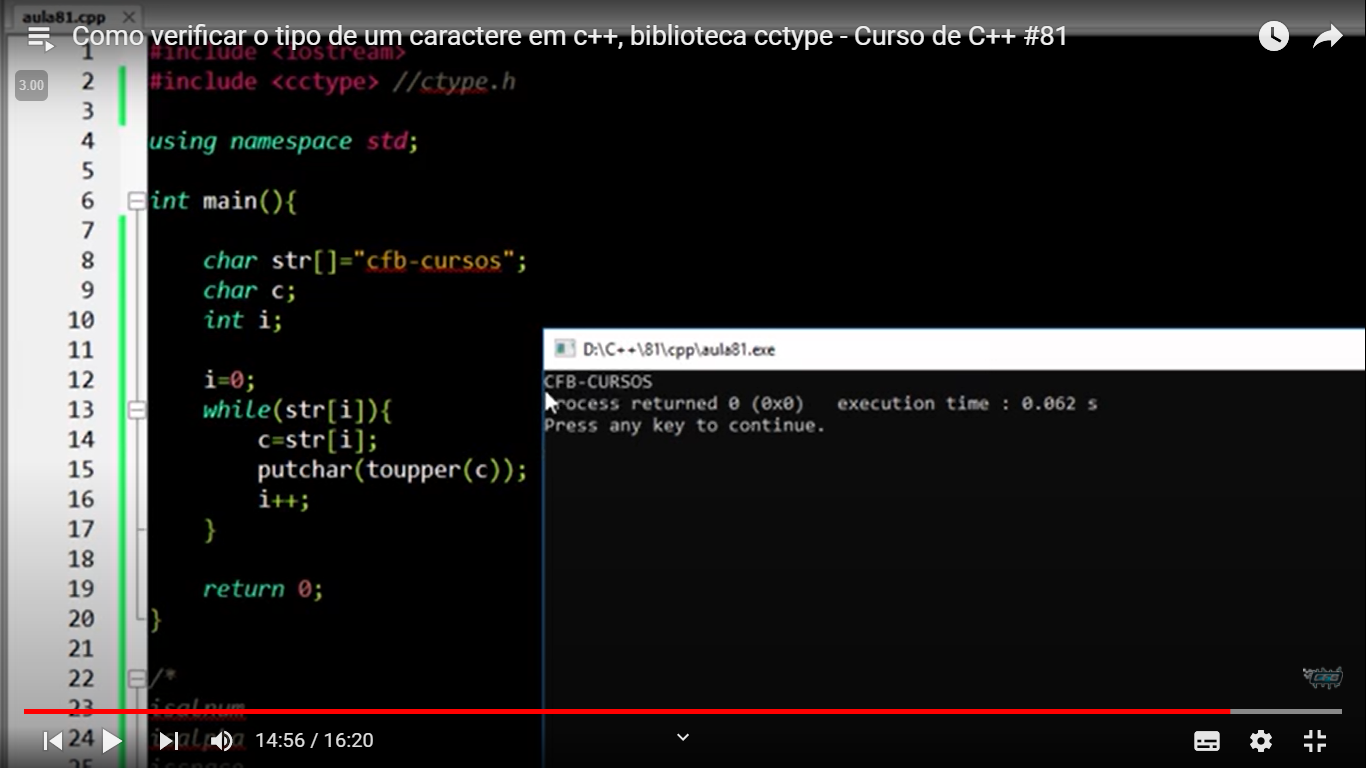 aula81.cpp
Como verificar o tipo de um caractere em c++, biblioteca cctype - Curso de C++ #81
3.00
1 #include <iostream>
2 #include <cctype> //ctype.h
3
4 using namespace std;
5
6 int main(){
7
8 char str[]="cfb-cursos";
9 char c;
10 int i;
11
12 i=0;
13 while(str[i]){
14 c=str[i];
15 putchar(toupper(c));
16 i++;
17 }
18
19 return 0;
20 }
21
22 /*
23 isalnum
24 isalpha
25 isspace
D:\C++\81\cpp\aula81.exe
CFB-CURSOS
Process returned 0 (0x0) execution time : 0.062 s
Press any key to continue.
14:56 / 16:20